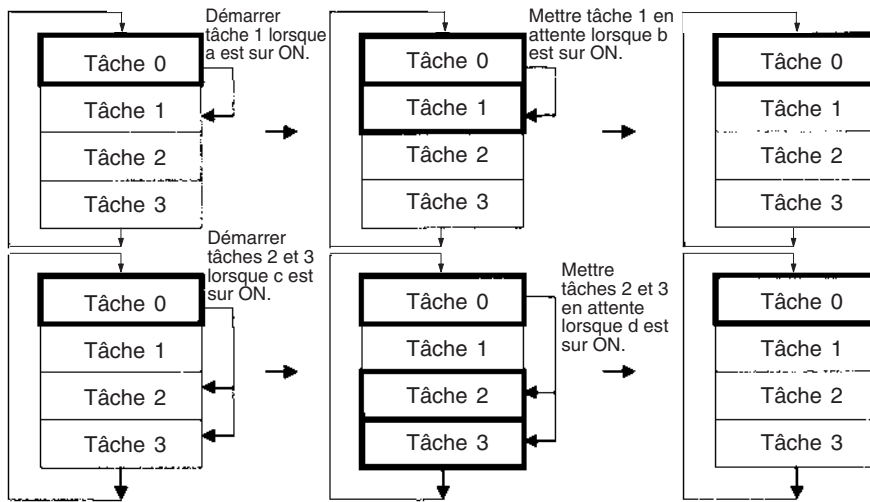 Démarrer
tâche 1 lorsque
a est sur ON.
Tâche 0
Tâche 1
Tâche 2
Tâche 3
Mettre tâche 1 en
attente lorsque b
est sur ON.
Tâche 0
Tâche 1
Tâche 2
Tâche 3
Tâche 0
Tâche 1
Tâche 2
Tâche 3
Démarrer
tâches 2 et 3
lorsque c est
sur ON.
Tâche 0
Tâche 1
Tâche 2
Tâche 3
Mettre
tâches 2 et 3
en attente
lorsque d est
sur ON.
Tâche 0
Tâche 1
Tâche 2
Tâche 3
Tâche 0
Tâche 1
Tâche 2
Tâche 3